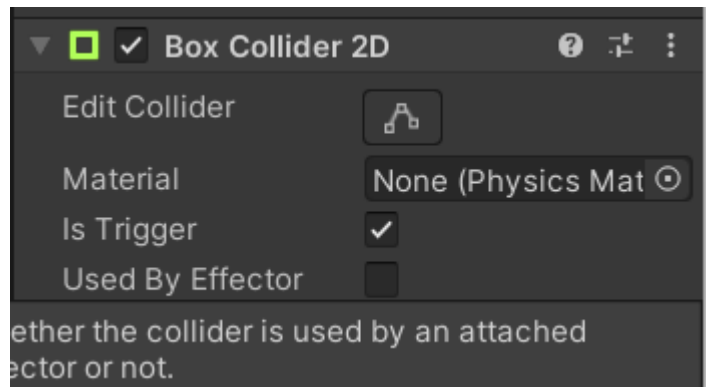 Box Collider 2D
Edit Collider
Material None (Physics Mat
Is Trigger
Used By Effector
ether the collider is used by an attached
ector or not.